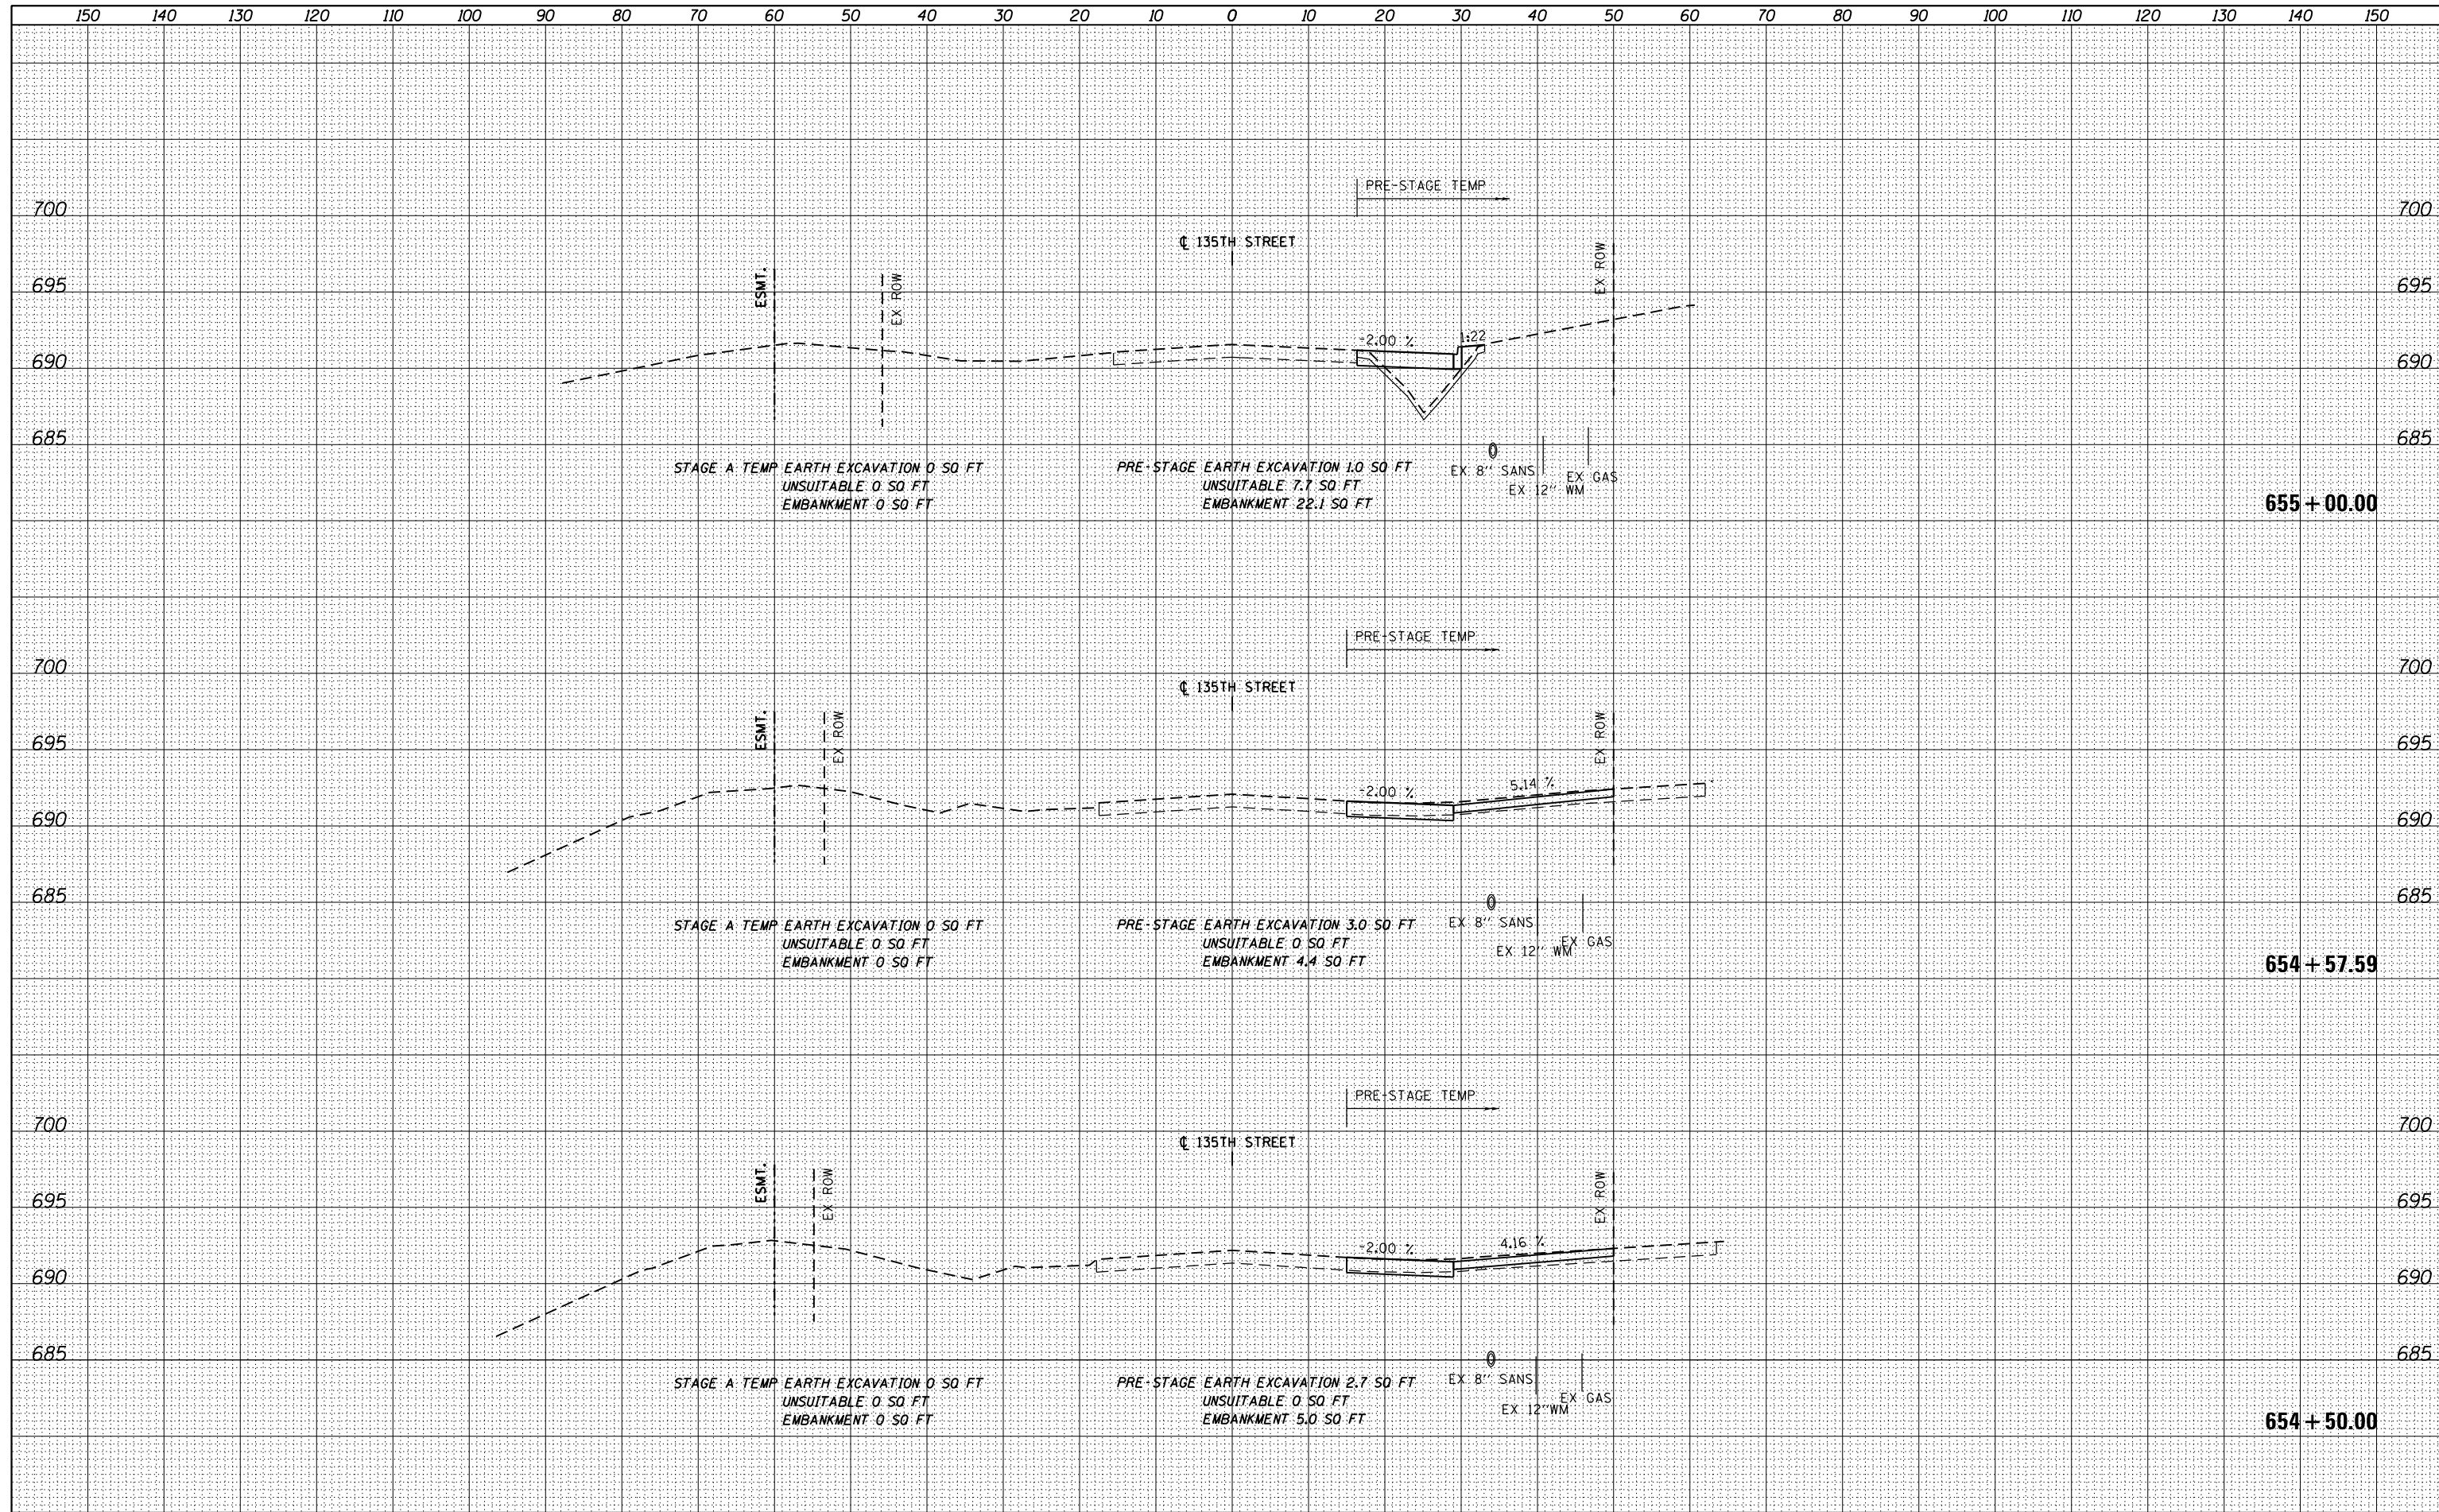 150 140 130 120 110 100 90 80 70 60 50 40 30 20 10 0 10 20 30 40 50 60 70 80 90 100 110 120 130 140 150
PRE-STAGE TEMP
700 700
℄ 135TH STREET
ESMT.
EX ROW
EX ROW
695 695
-2.00 %
1:22
690 690
685 685
STAGE A TEMP EARTH EXCAVATION 0 SQ FT
UNSUITABLE 0 SQ FT
EMBANKMENT 0 SQ FT
PRE-STAGE EARTH EXCAVATION 1.0 SQ FT
UNSUITABLE 7.7 SQ FT
EMBANKMENT 22.1 SQ FT
EX 8'' SANS
EX GAS
EX 12'' WM
655+00.00
PRE-STAGE TEMP
700 700
℄ 135TH STREET
ESMT.
EX ROW
EX ROW
695 695
-2.00 %
5.14 %
690 690
685 685
STAGE A TEMP EARTH EXCAVATION 0 SQ FT
UNSUITABLE 0 SQ FT
EMBANKMENT 0 SQ FT
PRE-STAGE EARTH EXCAVATION 3.0 SQ FT
UNSUITABLE 0 SQ FT
EMBANKMENT 4.4 SQ FT
EX 8'' SANS
EX GAS
EX 12'' WM
654+57.59
PRE-STAGE TEMP
700 700
℄ 135TH STREET
ESMT.
EX ROW
EX ROW
695 695
-2.00 %
4.16 %
690 690
685 685
STAGE A TEMP EARTH EXCAVATION 0 SQ FT
UNSUITABLE 0 SQ FT
EMBANKMENT 0 SQ FT
PRE-STAGE EARTH EXCAVATION 2.7 SQ FT
UNSUITABLE 0 SQ FT
EMBANKMENT 5.0 SQ FT
EX 8'' SANS
EX GAS
EX 12''WM
654+50.00